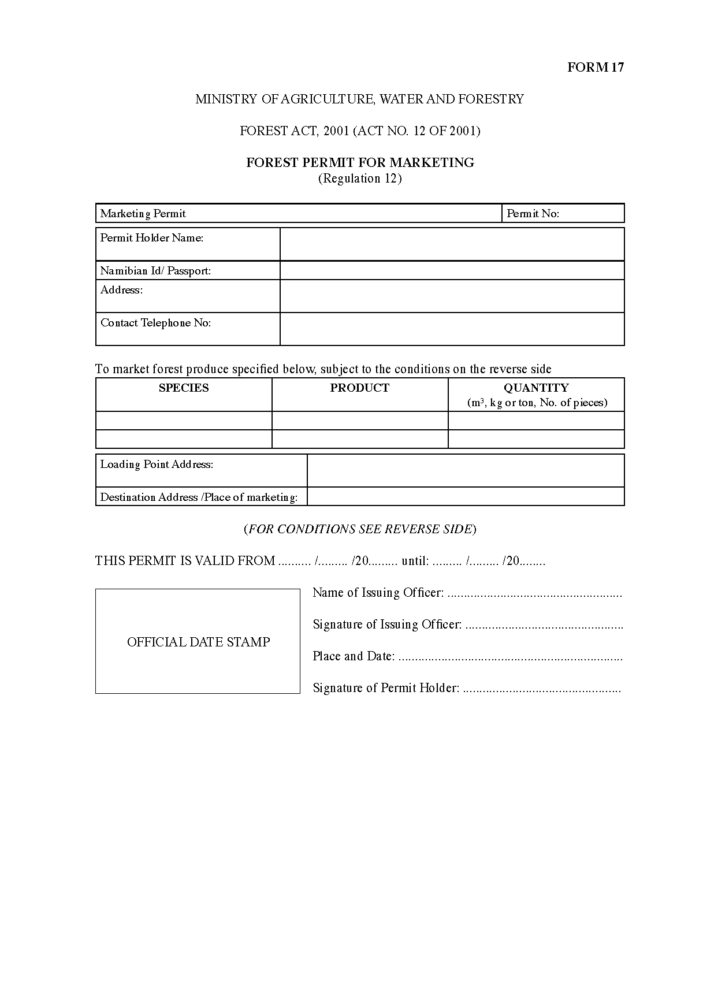 FORM 17
MINISTRY OF AGRICULTURE, WATER AND FORESTRY
FOREST ACT, 2001 (ACT NO. 12 OF 2001)
FOREST PERMIT FOR MARKETING
(Regulation 12)
Marketing Permit Permit No:
Permit Holder Name:
Namibian Id/ Passport:
Address:
Contact Telephone No:
To market forest produce specified below, subject to the conditions on the reverse side
SPECIES PRODUCT QUANTITY
(m³, kg or ton, No. of pieces)
Loading Point Address:
Destination Address /Place of marketing:
(FOR CONDITIONS SEE REVERSE SIDE)
THIS PERMIT IS VALID FROM .......... /......... /20......... until: ......... /......... /20........
Name of Issuing Officer: .....................................................
Signature of Issuing Officer: ................................................
OFFICIAL DATE STAMP
Place and Date: ....................................................................
Signature of Permit Holder: ................................................